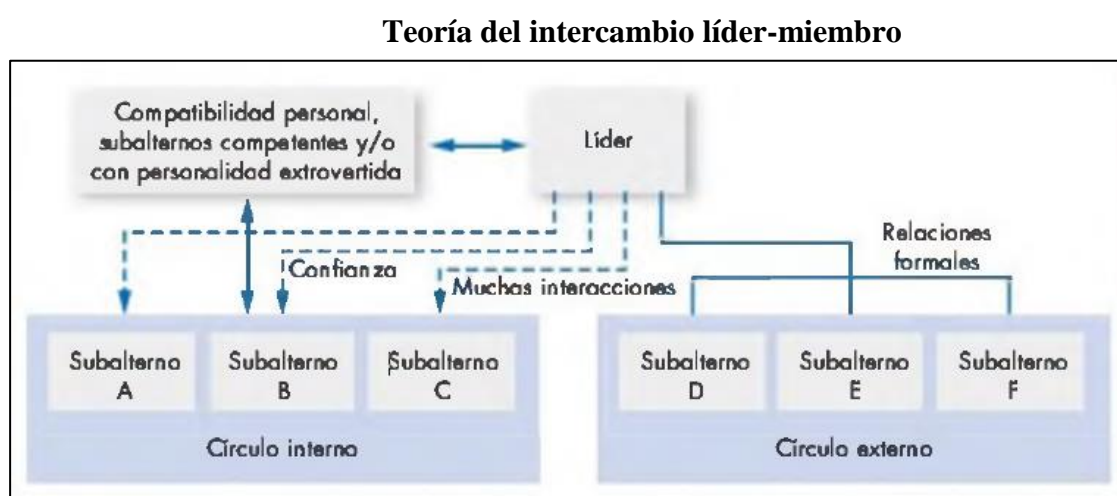 Teoría del intercambio líder-miembro
Compatibilidad personal,
subalternos competentes y/o
con personalidad extrovertida
Líder
Relaciones
formales
Confianza
Muchas interacciones
Subalterno
A
Subalterno
B
Subalterno
C
Subalterno
D
Subalterno
E
Subalterno
F
Círculo interno
Círculo externo